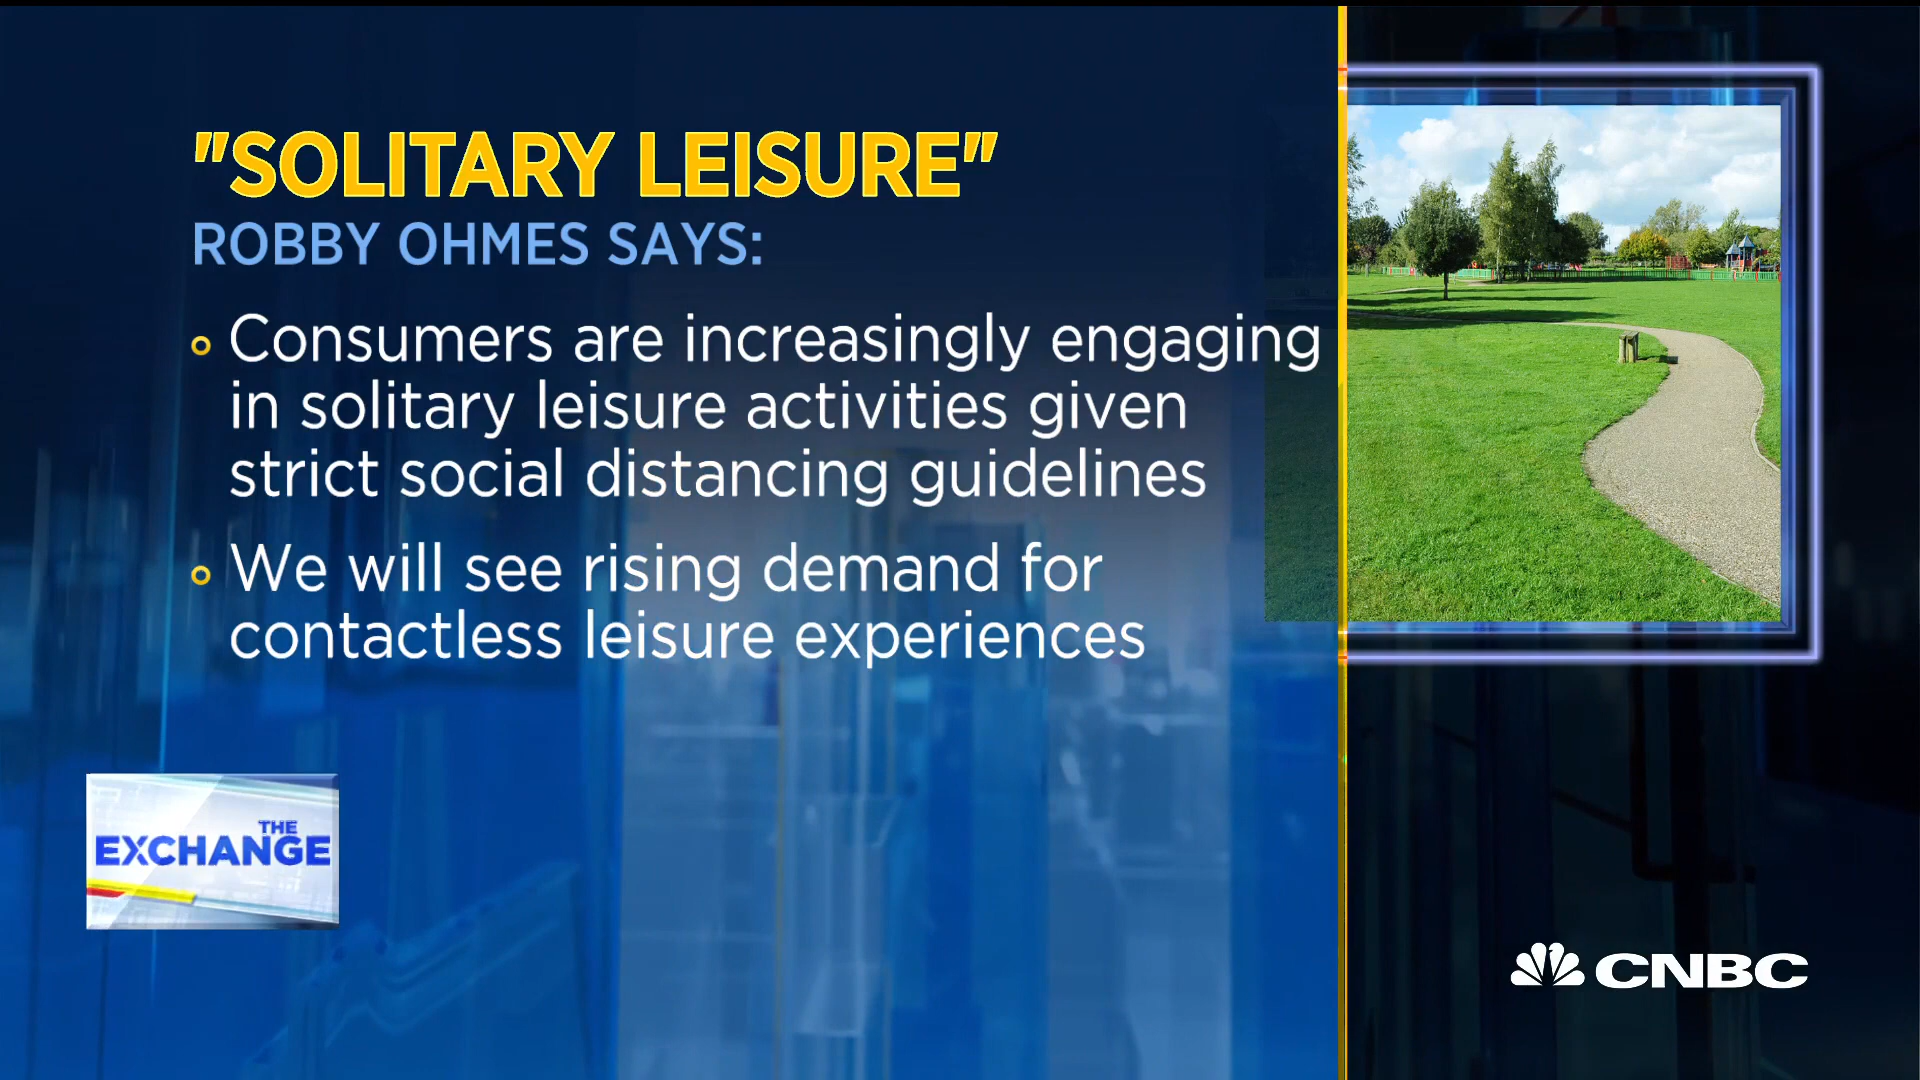 "SOLITARY LEISURE"
ROBBY OHMES SAYS:
Consumers are increasingly engaging
in solitary leisure activities given
strict social distancing guidelines
We will see rising demand for
contactless leisure experiences
THE
EXCHANGE
CNBC